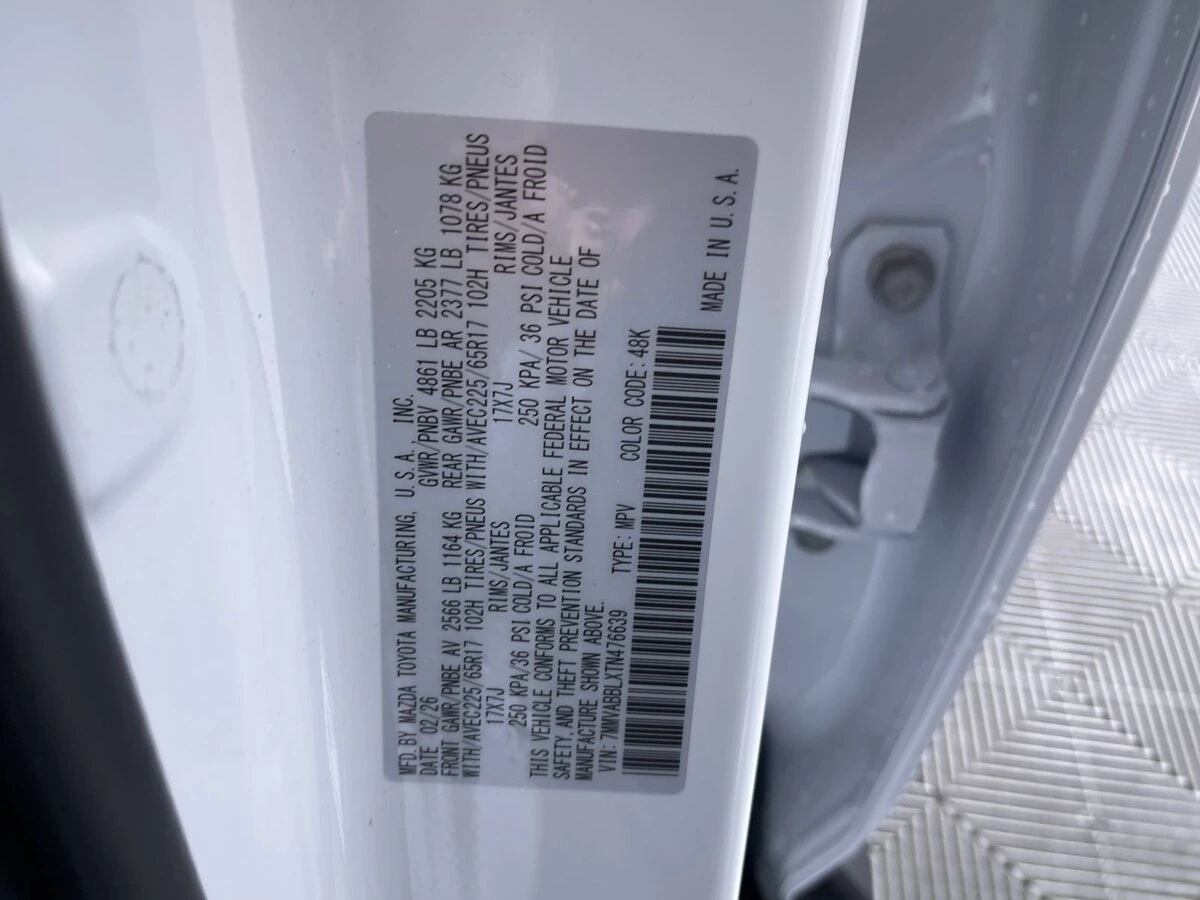 MFD. BY MAZDA TOYOTA MANUFACTURING, U.S.A. INC.
DATE 02/26 GVWR/PNBV 4861 LB 2205 KG
FRONT GAWR/PNBE AV 2566 LB 1164 KG REAR GAWR/PNBE AR 2377 LB 1078 KG
WITH/AVEC225/65R17 102H TIRES/PNEUS WITH/AVEC225/65R17 102H TIRES/PNEUS
17X7J RIMS/JANTES 17X7J RIMS/JANTES
250 KPA/36 PSI COLD/A FROID 250 KPA/ 36 PSI COLD/A FROID
THIS VEHICLE CONFORMS TO ALL APPLICABLE FEDERAL MOTOR VEHICLE
SAFETY, AND THEFT PREVENTION STANDARDS IN EFFECT ON THE DATE OF
MANUFACTURE SHOWN ABOVE.
VIN: 7MMVABBLXTN476639 TYPE: MPV COLOR CODE: 48K
MADE IN U.S.A.